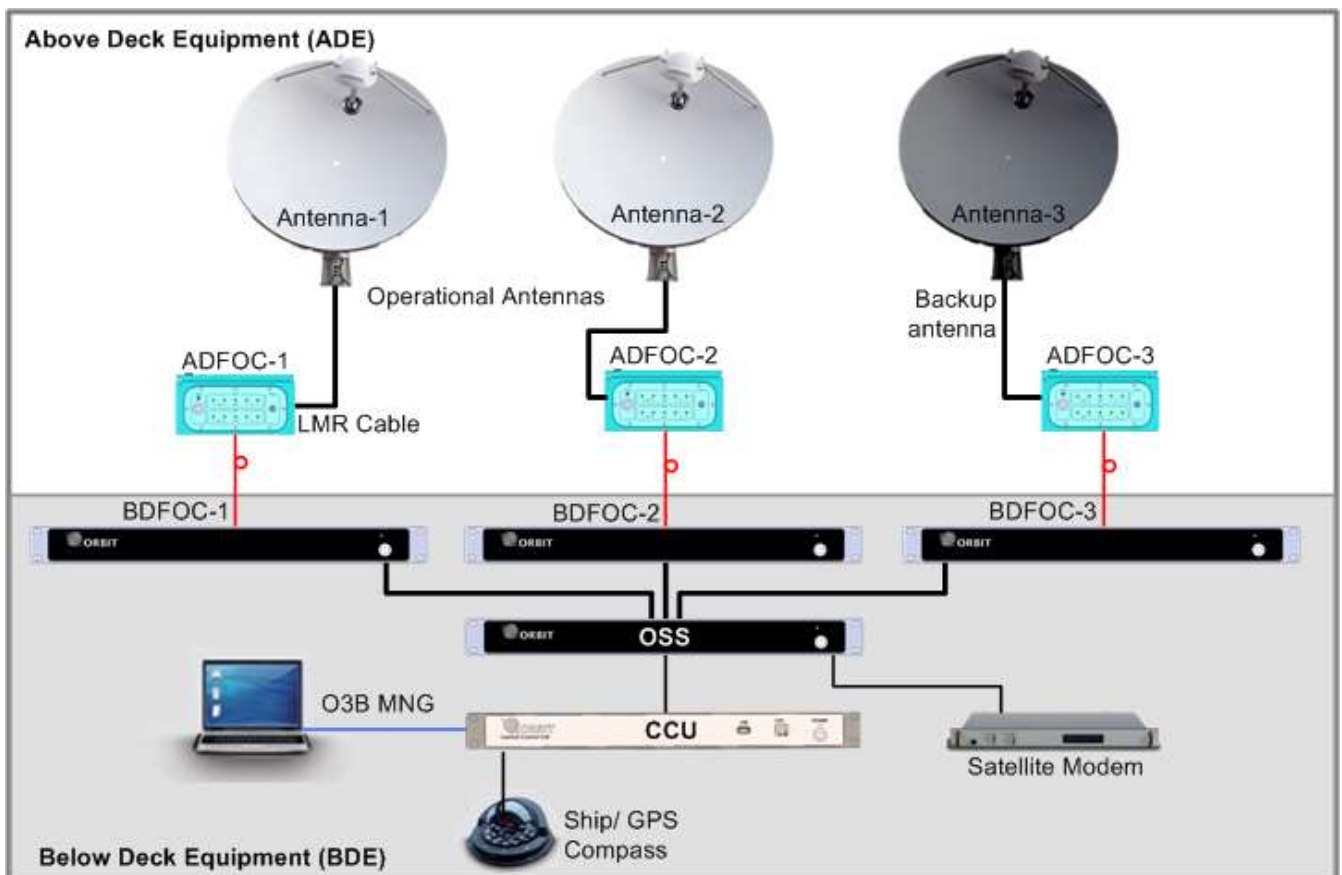 Above Deck Equipment (ADE)
Antenna-1
Antenna-2
Antenna-3
Operational Antennas
Backup
antenna
ADFOC-1
ADFOC-2
ADFOC-3
LMR Cable
BDFOC-1
BDFOC-2
BDFOC-3
ORBIT
ORBIT
ORBIT
ORBIT
OSS
O3B MNG
ORBIT
CCU
Satellite Modem
Ship/ GPS
Compass
Below Deck Equipment (BDE)